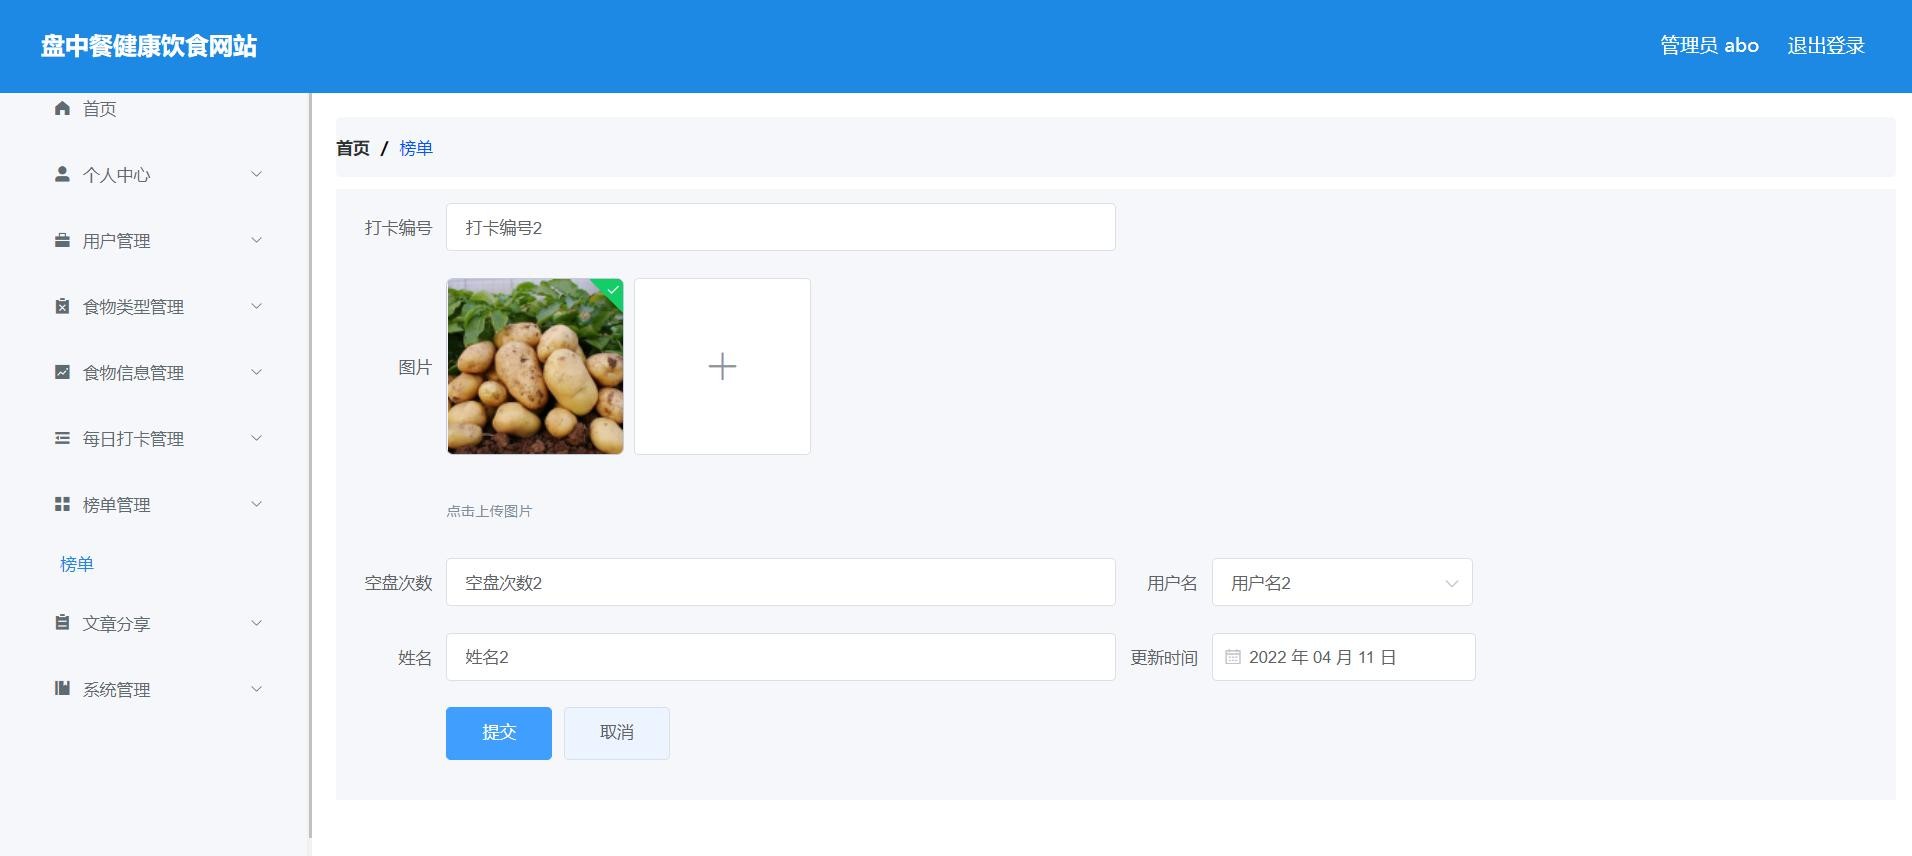 盘中餐健康饮食网站
管理员 abo 退出登录
首页
个人中心
用户管理
食物类型管理
食物信息管理
每日打卡管理
榜单管理
榜单
文章分享
系统管理
首页 / 榜单
打卡编号 打卡编号2
图片
点击上传图片
空盘次数 空盘次数2 用户名 用户名2
姓名 姓名2 更新时间 2022 年 04 月 11 日
提交 取消